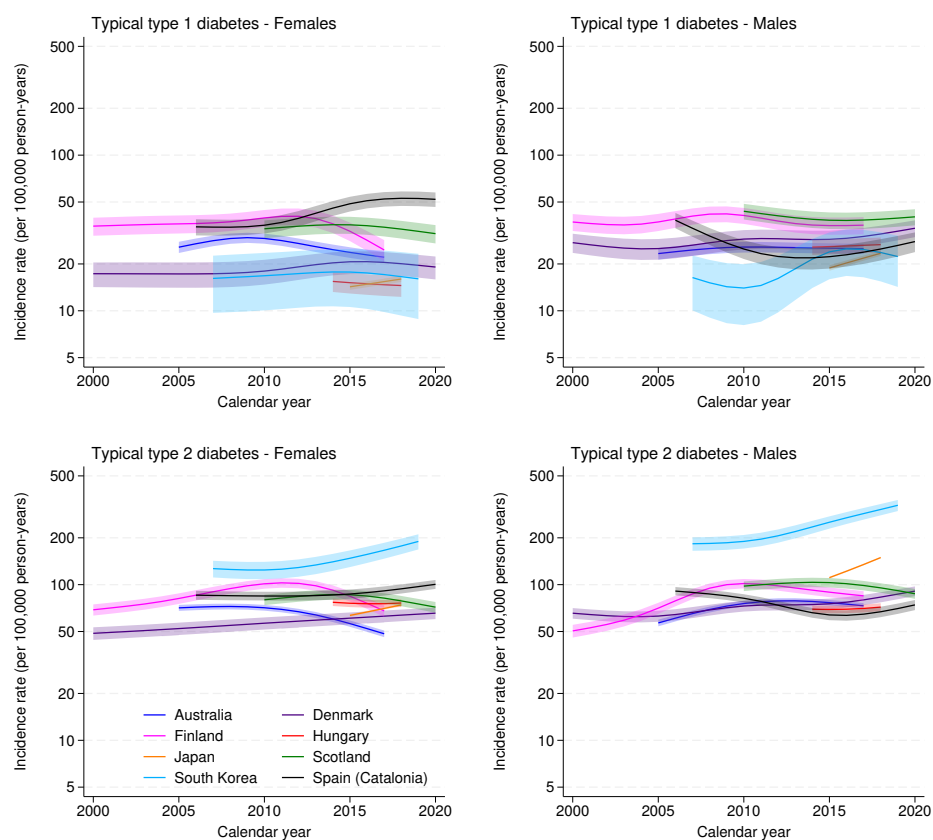 Typical type 1 diabetes - Females
Incidence rate (per 100,000 person-years)
500
200
100
50
20
10
5
2000 2005 2010 2015 2020
Calendar year
Typical type 1 diabetes - Males
Incidence rate (per 100,000 person-years)
500
200
100
50
20
10
5
2000 2005 2010 2015 2020
Calendar year
Typical type 2 diabetes - Females
Incidence rate (per 100,000 person-years)
500
200
100
50
20
10
5
Australia Denmark
Finland Hungary
Japan Scotland
South Korea Spain (Catalonia)
2000 2005 2010 2015 2020
Calendar year
Typical type 2 diabetes - Males
Incidence rate (per 100,000 person-years)
500
200
100
50
20
10
5
2000 2005 2010 2015 2020
Calendar year